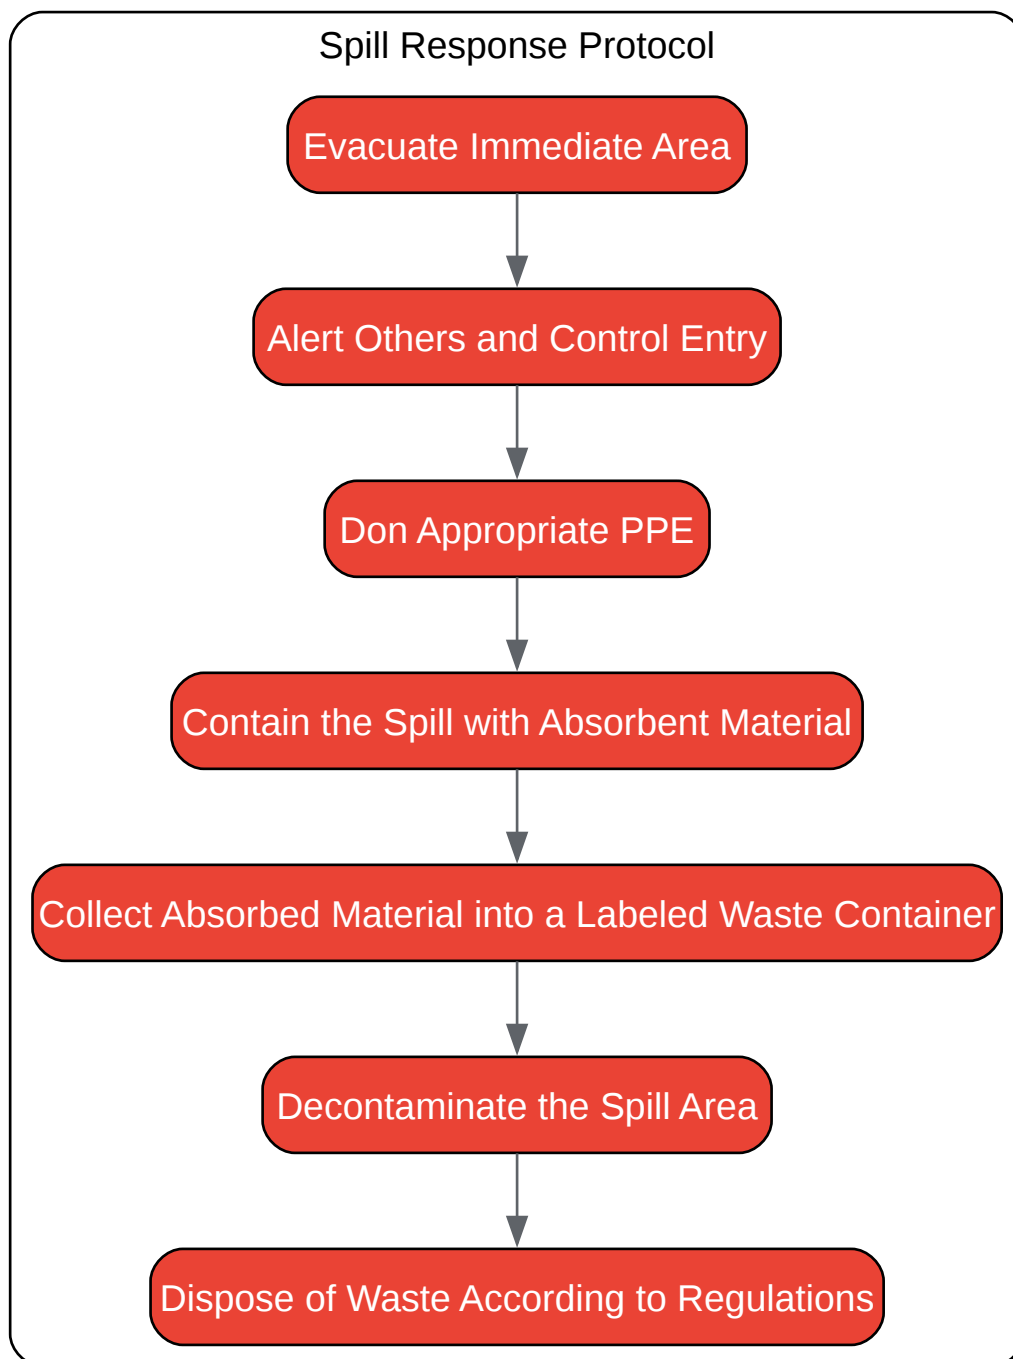 Spill Response Protocol
Evacuate Immediate Area
Alert Others and Control Entry
Don Appropriate PPE
Contain the Spill with Absorbent Material
Collect Absorbed Material into a Labeled Waste Container
Decontaminate the Spill Area
Dispose of Waste According to Regulations